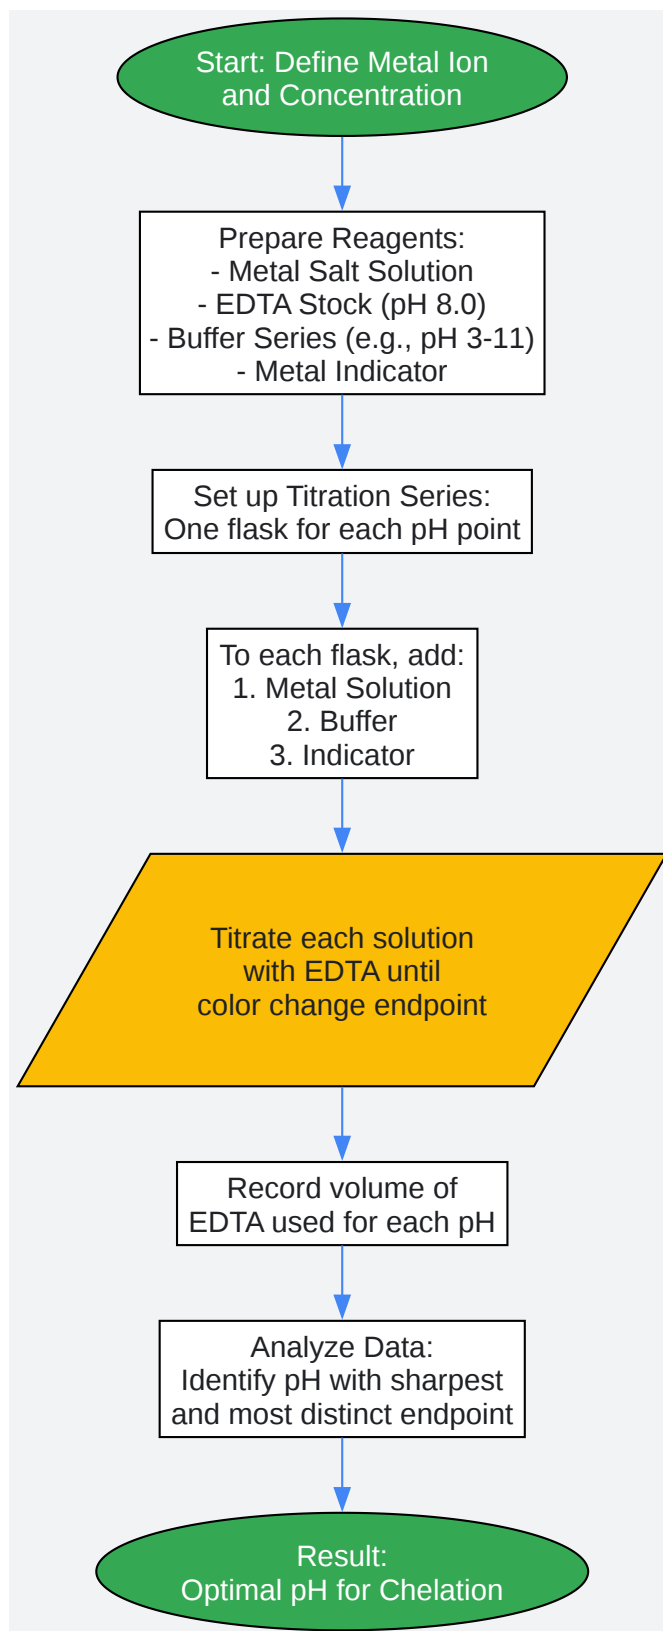 Start: Define Metal Ion
and Concentration
Prepare Reagents:
- Metal Salt Solution
- EDTA Stock (pH 8.0)
- Buffer Series (e.g., pH 3-11)
- Metal Indicator
Set up Titration Series:
One flask for each pH point
To each flask, add:
1. Metal Solution
2. Buffer
3. Indicator
Titrate each solution
with EDTA until
color change endpoint
Record volume of
EDTA used for each pH
Analyze Data:
Identify pH with sharpest
and most distinct endpoint
Result:
Optimal pH for Chelation